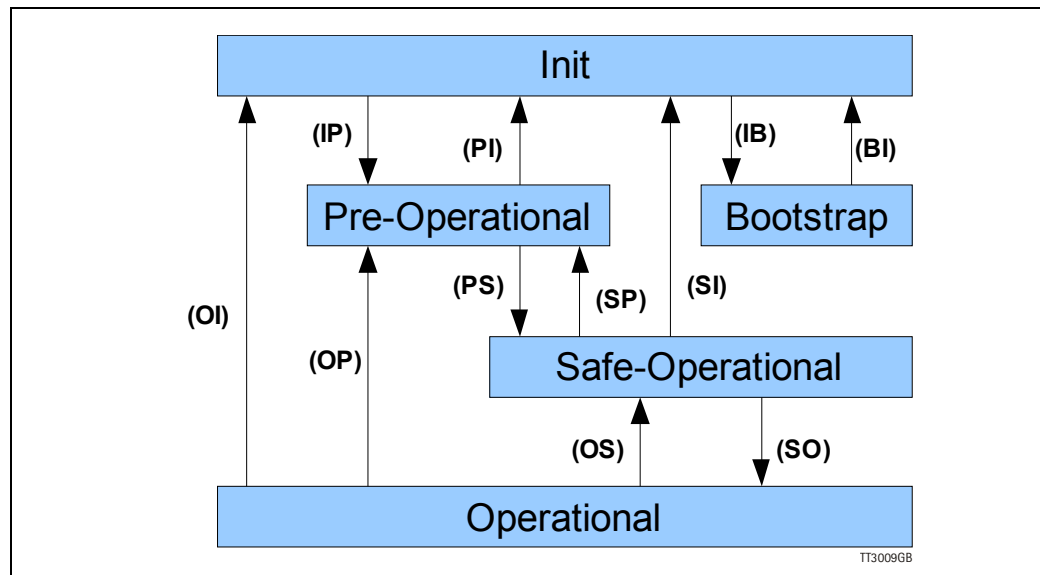 Init
(IP)
(PI)
(IB)
(BI)
Pre-Operational
Bootstrap
(OI)
(PS)
(SP)
(SI)
(OP)
Safe-Operational
(OS)
(SO)
Operational
TT3009GB